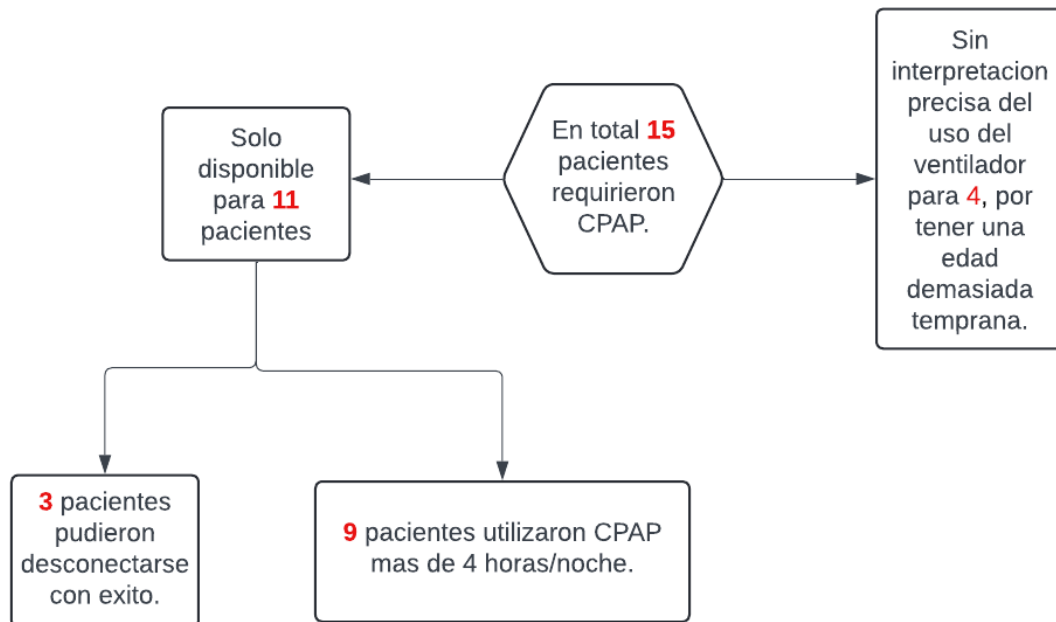 Solo
disponible
para 11
pacientes
En total 15
pacientes
requirieron
CPAP.
Sin
interpretacion
precisa del
uso del
ventilador
para 4, por
tener una
edad
demasiada
temprana.
3 pacientes
pudieron
desconectarse
con exito.
9 pacientes utilizaron CPAP
mas de 4 horas/noche.